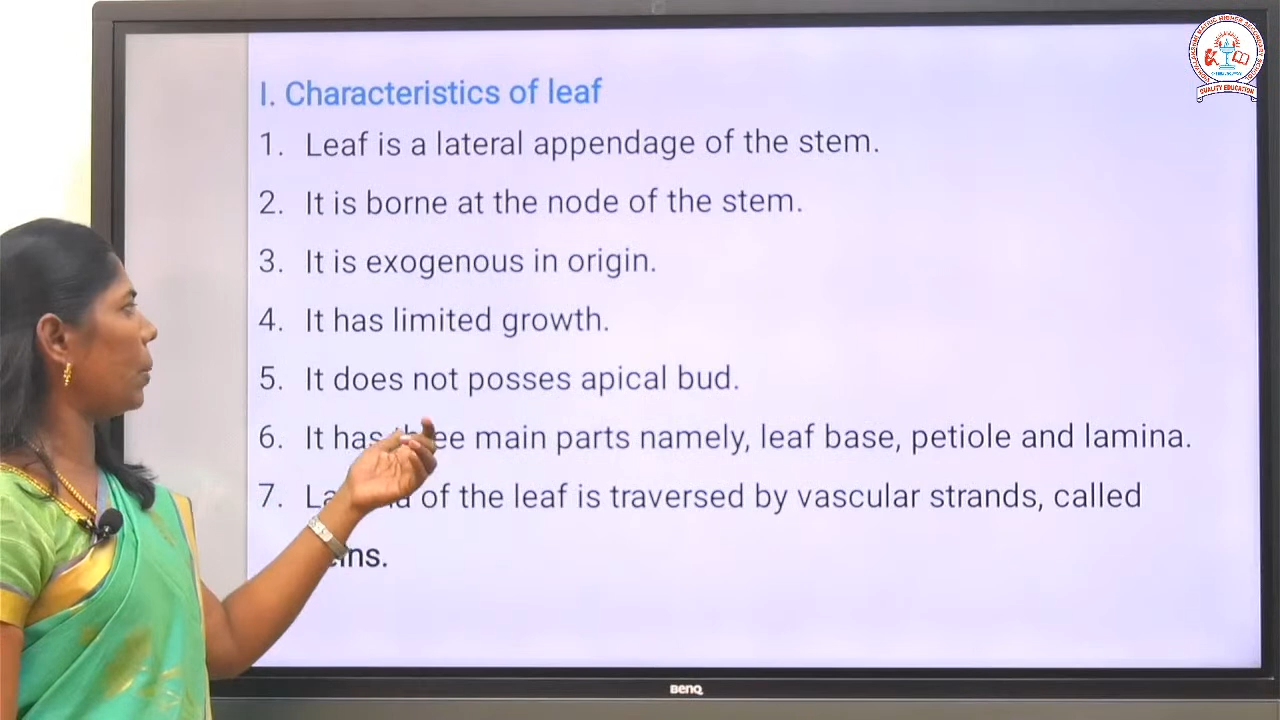 I. Characteristics of leaf
1. Leaf is a lateral appendage of the stem.
2. It is borne at the node of the stem.
3. It is exogenous in origin.
4. It has limited growth.
5. It does not posses apical bud.
6. It has three main parts namely, leaf base, petiole and lamina.
7. of the leaf is traversed by vascular strands, called
BenQ
QUALITY EDUCATION